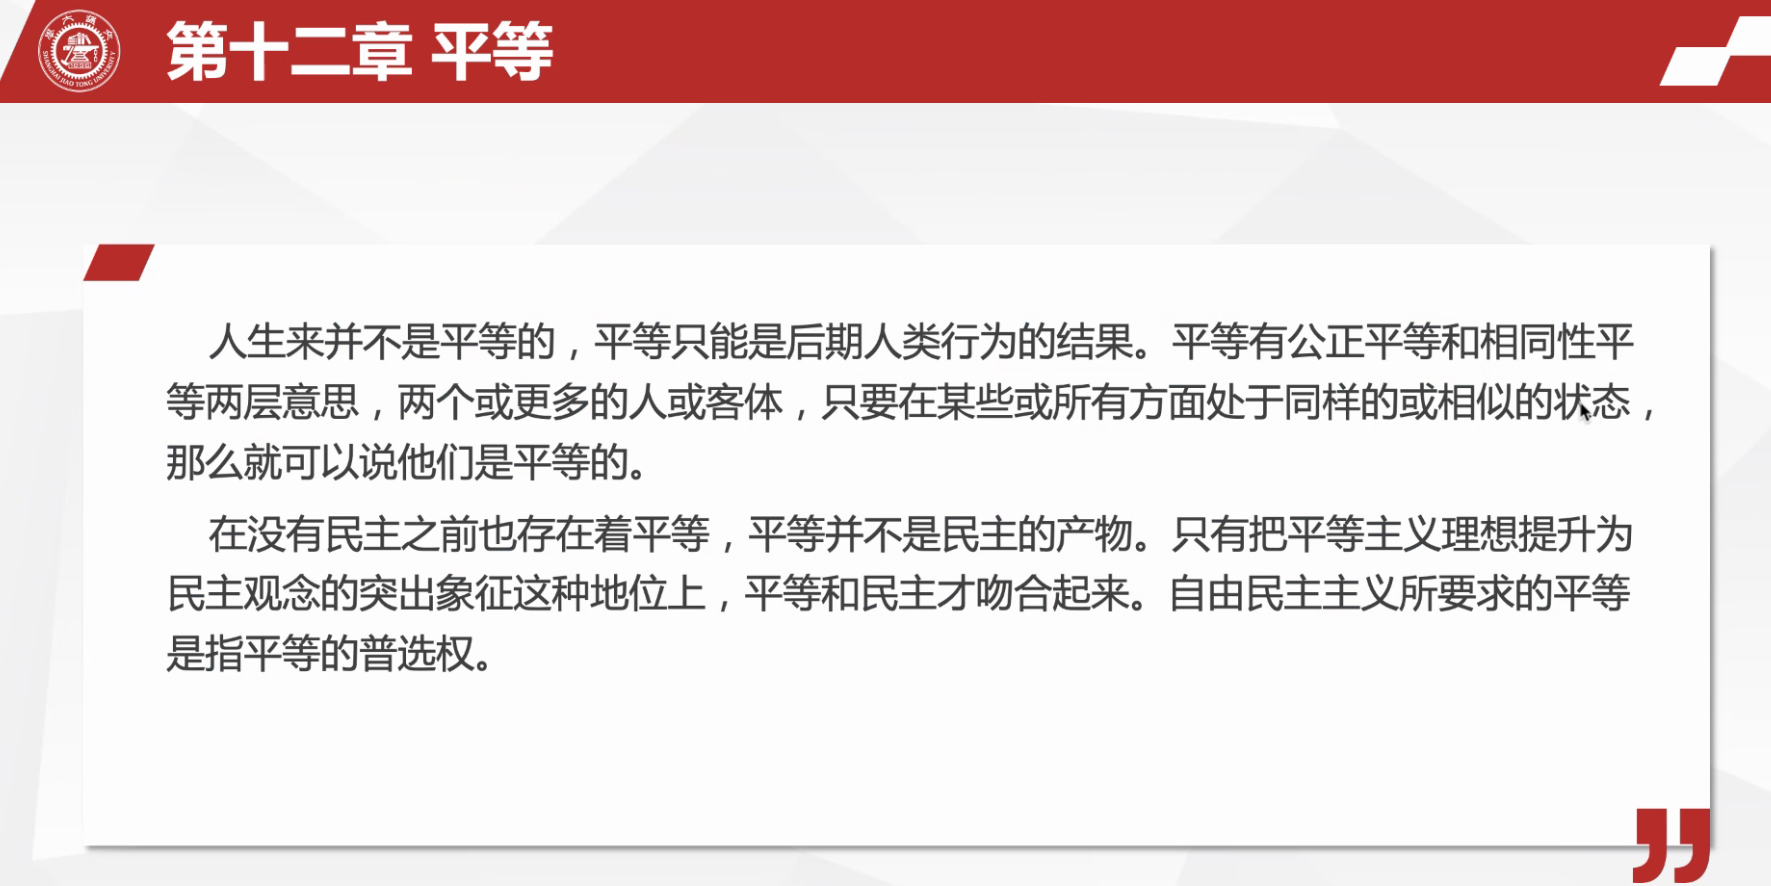 第十二章 平等
SHANGHAI JIAO TONG UNIVERSITY
人生来并不是平等的，平等只能是后期人类行为的结果。平等有公正平等和相同性平
等两层意思，两个或更多的人或客体，只要在某些或所有方面处于同样的或相似的状态，
那么就可以说他们是平等的。
在没有民主之前也存在着平等，平等并不是民主的产物。只有把平等主义理想提升为
民主观念的突出象征这种地位上，平等和民主才吻合起来。自由民主主义所要求的平等
是指平等的普选权。